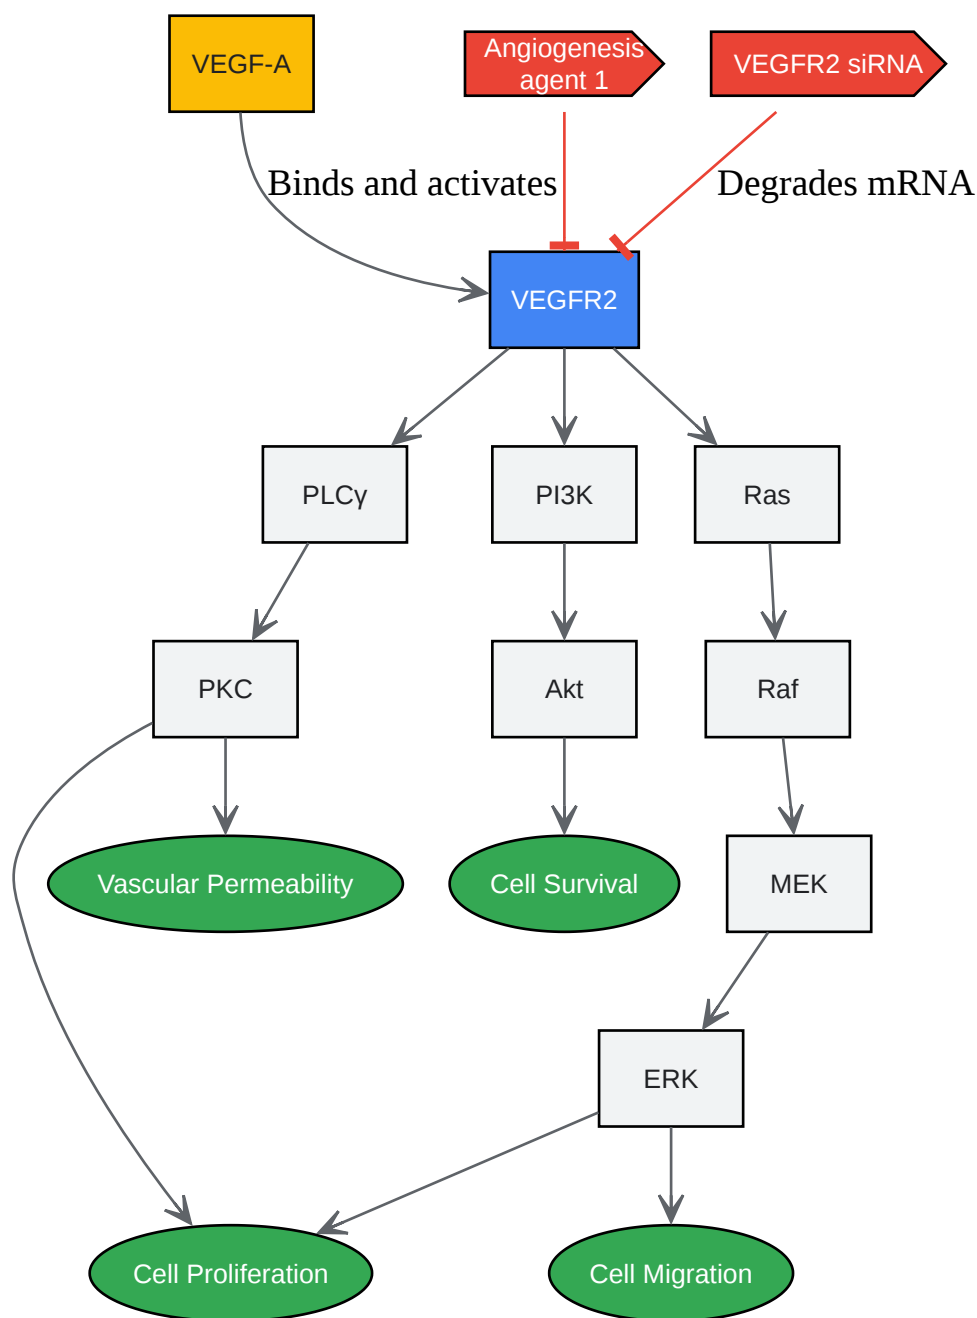 VEGF-A
Angiogenesis
agent 1
VEGFR2 siRNA
Binds and activates
Degrades mRNA
VEGFR2
PLCγ
PI3K
Ras
PKC
Akt
Raf
Vascular Permeability
Cell Survival
MEK
ERK
Cell Proliferation
Cell Migration